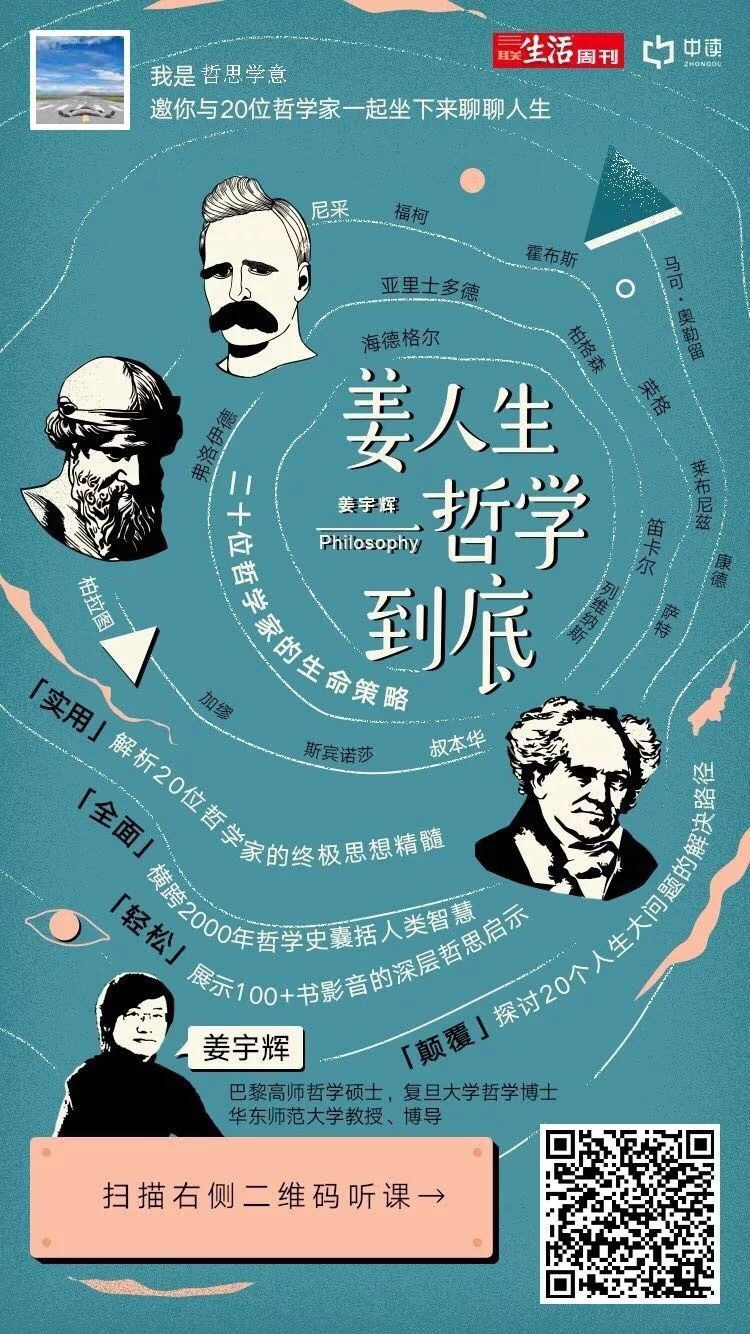 三联生活周刊
中读
ZHONGDU
我是 哲思学意
邀你与20位哲学家一起坐下来聊聊人生
尼采
福柯
霍布斯
马可·奥勒留
亚里士多德
海德格尔
柏格森
荣格
弗洛伊德
莱布尼兹
笛卡尔
康德
列维纳斯
萨特
姜人生
姜宇辉
哲学
Philosophy
到底
二十位哲学家的生命策略
柏拉图
加缪
斯宾诺莎
叔本华
「实用」解析20位哲学家的终极思想精髓
「全面」横跨2000年哲学史囊括人类智慧
「轻松」展示100+书影音的深层哲思启示
「颠覆」探讨20个人生大问题的解决路径
姜宇辉
巴黎高师哲学硕士，复旦大学哲学博士
华东师范大学教授、博导
扫描右侧二维码听课→